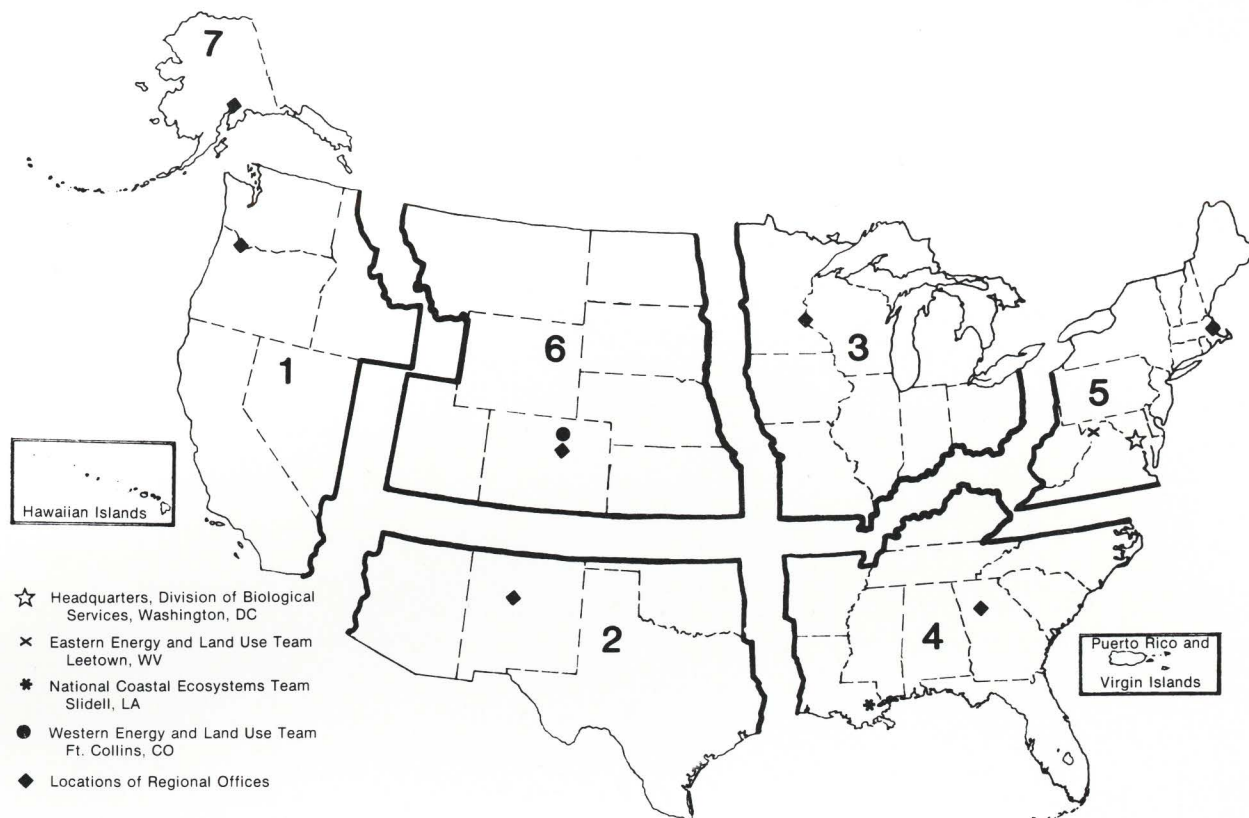 7
1
6
3
5
2
4
Hawaiian Islands
Puerto Rico and
Virgin Islands
Headquarters, Division of Biological
Services, Washington, DC
Eastern Energy and Land Use Team
Leetown, WV
National Coastal Ecosystems Team
Slidell, LA
Western Energy and Land Use Team
Ft. Collins, CO
Locations of Regional Offices